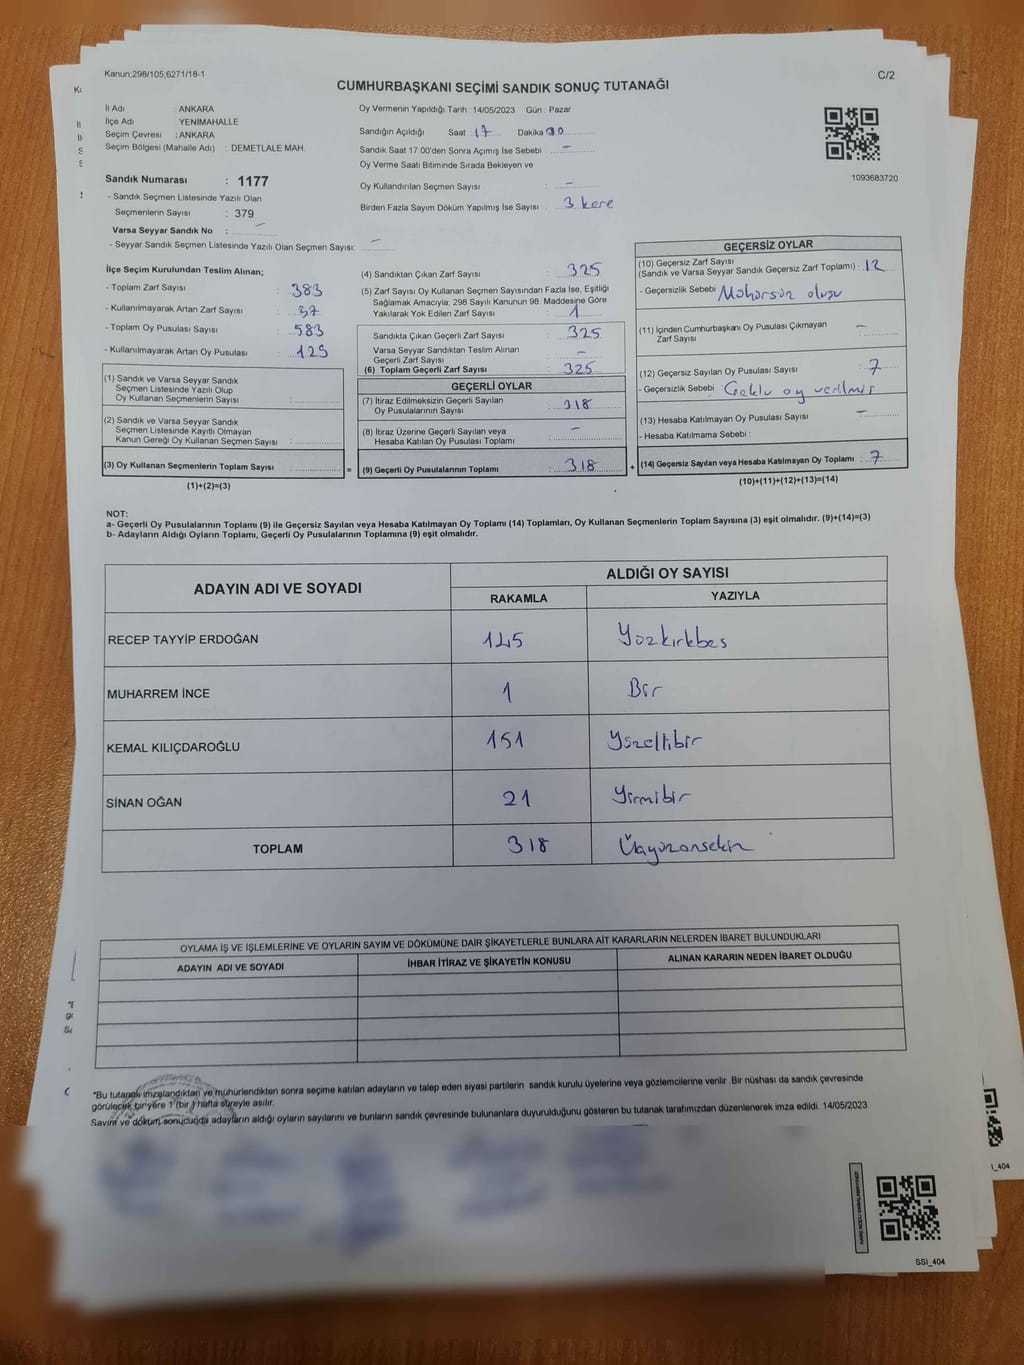 Kanun;298/105;6271/18-1
C/2
CUMHURBAŞKANI SEÇİMİ SANDIK SONUÇ TUTANAĞI
İl Adı : ANKARA
İlçe Adı : YENİMAHALLE
Seçim Çevresi : ANKARA
Seçim Bölgesi (Mahalle Adı) : DEMETLALE MAH.
Sandık Numarası : 1177
- Sandık Seçmen Listesinde Yazılı Olan
Seçmenlerin Sayısı : 379
Varsa Seyyar Sandık No : –
- Seyyar Sandık Seçmen Listesinde Yazılı Olan Seçmen Sayısı: –
Oy Vermenin Yapıldığı Tarih : 14/05/2023 Gün : Pazar
Sandığın Açıldığı Saat 17 Dakika
Sandık Saat 17.00'den Sonra Açımış İse Sebebi : –
Oy Verme Saati Bitiminde Sırada Bekleyen ve
Oy Kullandırılan Seçmen Sayısı : –
Birden Fazla Sayım Döküm Yapılmış İse Sayısı : 3 kere
1093683720
İlçe Seçim Kurulundan Teslim Alınan;
- Toplam Zarf Sayısı : 383
- Kullanılmayarak Artan Zarf Sayısı : 57
- Toplam Oy Pusulası Sayısı : 583
- Kullanılmayarak Artan Oy Pusulası : 129
(1) Sandık ve Varsa Seyyar Sandık
Seçmen Listesinde Yazılı Olup
Oy Kullanan Seçmenlerin Sayısı :
(2) Sandık ve Varsa Seyyar Sandık
Seçmen Listesinde Kayıtlı Olmayan
Kanun Gereği Oy Kullanan Seçmen Sayısı :
(3) Oy Kullanan Seçmenlerin Toplam Sayısı : =
(1)+(2)=(3)
(4) Sandıktan Çıkan Zarf Sayısı : 325
(5) Zarf Sayısı Oy Kullanan Seçmen Sayısından Fazla İse, Eşitliği
Sağlamak Amacıyla; 298 Sayılı Kanunun 98. Maddesine Göre
Yakılarak Yok Edilen Zarf Sayısı : 1
Sandıkta Çıkan Geçerli Zarf Sayısı : 325
Varsa Seyyar Sandıktan Teslim Alınan
Geçerli Zarf Sayısı : –
(6) Toplam Geçerli Zarf Sayısı : 325
GEÇERLİ OYLAR
(7) İtiraz Edilmeksizin Geçerli Sayılan
Oy Pusulalarının Sayısı : 318
(8) İtiraz Üzerine Geçerli Sayılan veya
Hesaba Katılan Oy Pusulası Toplamı : –
(9) Geçerli Oy Pusulalarının Toplamı : 318 +
GEÇERSİZ OYLAR
(10) Geçersiz Zarf Sayısı
(Sandık ve Varsa Seyyar Sandık Geçersiz Zarf Toplamı) : 12
- Geçersizlik Sebebi : Mühürsüz oluşu
(11) İçinden Cumhurbaşkanı Oy Pusulası Çıkmayan
Zarf Sayısı : –
(12) Geçersiz Sayılan Oy Pusulası Sayısı : 7
- Geçersizlik Sebebi : oy verilmiş
(13) Hesaba Katılmayan Oy Pusulası Sayısı : –
- Hesaba Katılmama Sebebi :
(14) Geçersiz Sayılan veya Hesaba Katılmayan Oy Toplamı : 7
(10)+(11)+(12)+(13)=(14)
NOT:
a- Geçerli Oy Pusulalarının Toplamı (9) ile Geçersiz Sayılan veya Hesaba Katılmayan Oy Toplamı (14) Toplamları, Oy Kullanan Seçmenlerin Toplam Sayısına (3) eşit olmalıdır. (9)+(14)=(3)
b- Adayların Aldığı Oyların Toplamı, Geçerli Oy Pusulalarının Toplamına (9) eşit olmalıdır.
ADAYIN ADI VE SOYADI
ALDIĞI OY SAYISI
RAKAMLA YAZIYLA
RECEP TAYYİP ERDOĞAN 145 Yüzkırkbeş
MUHARREM İNCE 1 Bir
KEMAL KILIÇDAROĞLU 151 Yüzellibir
SİNAN OĞAN 21 Yirmibir
TOPLAM 318 Üçyüzonsekiz
OYLAMA İŞ VE İŞLEMLERİNE VE OYLARIN SAYIM VE DÖKÜMÜNE DAİR ŞİKAYETLERLE BUNLARA AİT KARARLARIN NELERDEN İBARET BULUNDUKLARI
ADAYIN ADI VE SOYADI İHBAR İTİRAZ VE ŞİKAYETİN KONUSU ALINAN KARARIN NEDEN İBARET OLDUĞU
*Bu tutanak imzalandıktan ve mühürlendikten sonra seçime katılan adayların ve talep eden siyasi partilerin sandık kurulu üyelerine veya gözlemcilerine verilir .Bir nüshası da sandık çevresinde
görülecek bir yere 1 (bir ) hafta süreyle asılır.
Sayım ve döküm sonucunda adayların aldığı oyların sayılarını ve bunların sandık çevresinde bulunanlara duyurulduğunu gösteren bu tutanak tarafımızdan düzenlenerek imza edildi. 14/05/2023
KARE KODU KARALAMAYINIZ!
SSI_404